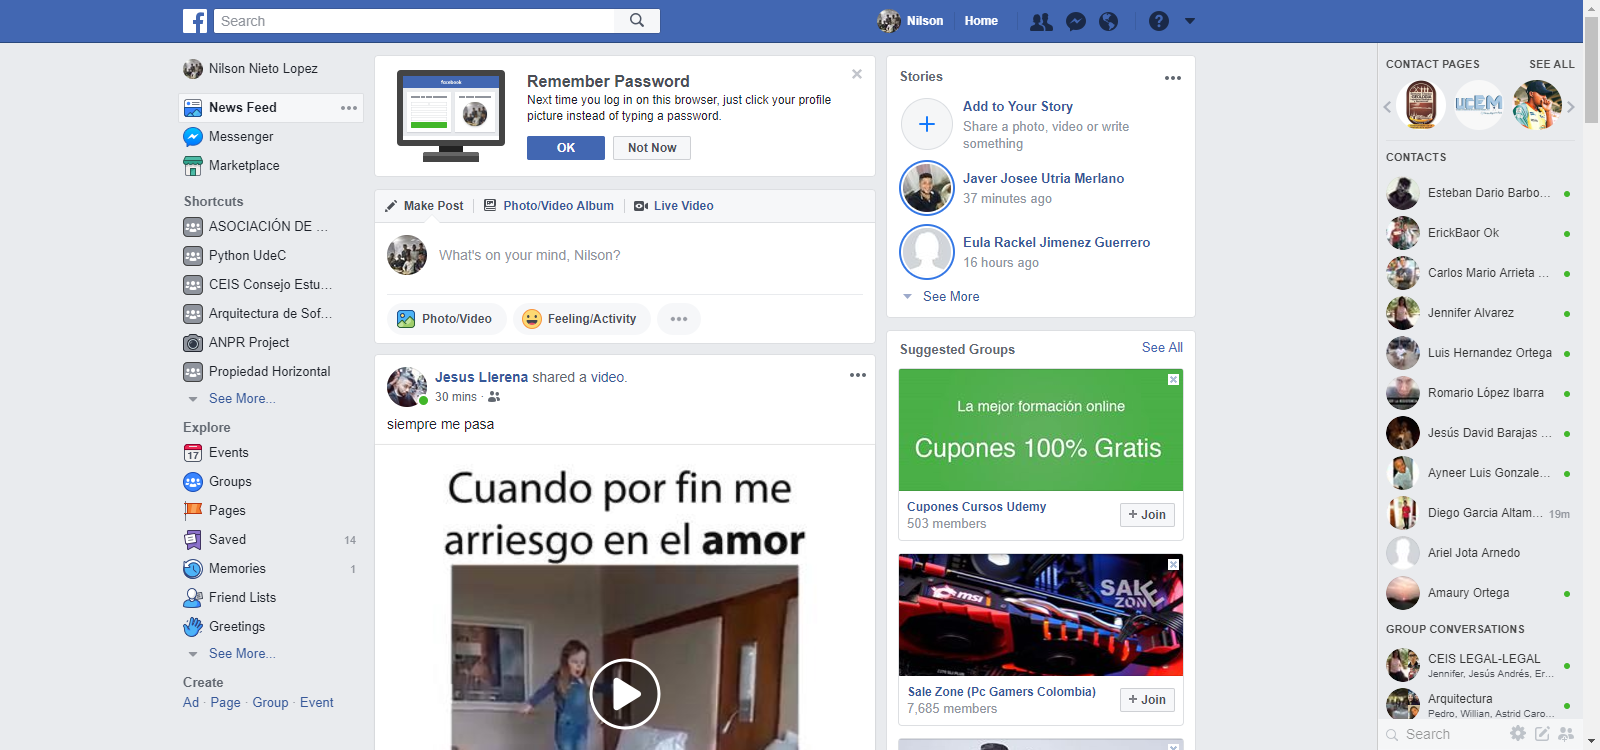 Search
Nilson
Home
Nilson Nieto Lopez
News Feed
Messenger
Marketplace
Shortcuts
ASOCIACIÓN DE ...
Python UdeC
CEIS Consejo Estu...
Arquitectura de Sof...
ANPR Project
Propiedad Horizontal
See More...
Explore
17 Events
Groups
Pages
Saved 14
Memories 1
Friend Lists
Greetings
See More...
Create
Ad · Page · Group · Event
facebook
Remember Password
Next time you log in on this browser, just click your profile
picture instead of typing a password.
OK
Not Now
Make Post
Photo/Video Album
Live Video
What's on your mind, Nilson?
Photo/Video
Feeling/Activity
Jesus Llerena shared a video.
30 mins ·
siempre me pasa
Cuando por fin me
arriesgo en el amor
Stories
Add to Your Story
Share a photo, video or write
something
Javer Josee Utria Merlano
37 minutes ago
Eula Rackel Jimenez Guerrero
16 hours ago
See More
Suggested Groups
See All
La mejor formación online
Cupones 100% Gratis
Cupones Cursos Udemy
503 members
+ Join
msi
SALE
ZONE
Sale Zone (Pc Gamers Colombia)
7,685 members
+ Join
CONTACT PAGES
SEE ALL
UCEM
CONTACTS
Esteban Dario Barbo...
ErickBaor Ok
Carlos Mario Arrieta ...
Jennifer Alvarez
Luis Hernandez Ortega
Romario López Ibarra
Jesús David Barajas ...
Ayneer Luis Gonzale...
Diego Garcia Altam... 19m
Ariel Jota Arnedo
Amaury Ortega
GROUP CONVERSATIONS
CEIS LEGAL-LEGAL
Jennifer, Jesús Andrés, Er...
Arquitectura
Pedro, Willian, Astrid Caro...
Search